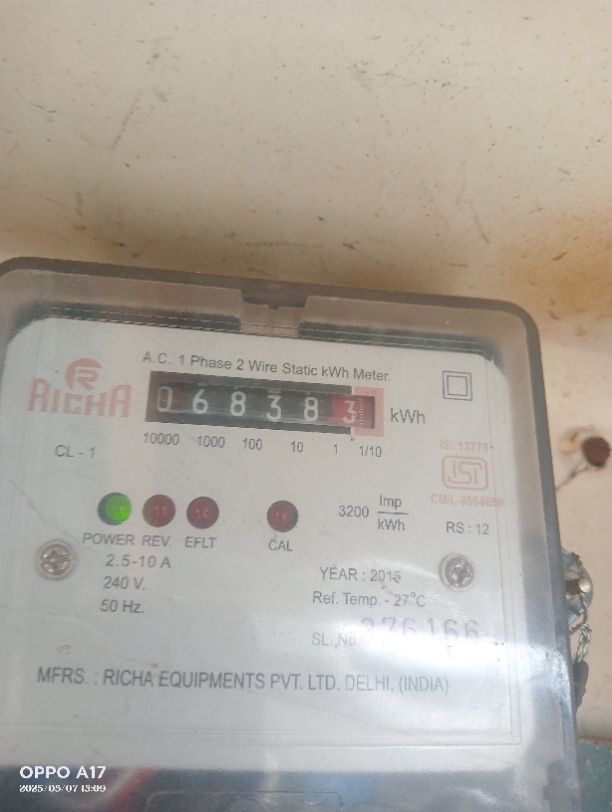 A.C. 1 Phase 2 Wire Static kWh Meter.
R
RICHA
0 6 8 3 8 3 kWh
10000 1000 100 10 1 1/10
CL - 1
IS: 13779
ISI
CM/L-
3200 Imp/kWh
RS : 12
POWER REV. EFLT CAL
2.5-10 A
240 V.
50 Hz.
YEAR : 2015
Ref. Temp. - 27°C
SL. No. 276166
MFRS. : RICHA EQUIPMENTS PVT. LTD. DELHI, (INDIA)
OPPO A17
2025/05/07 13:09